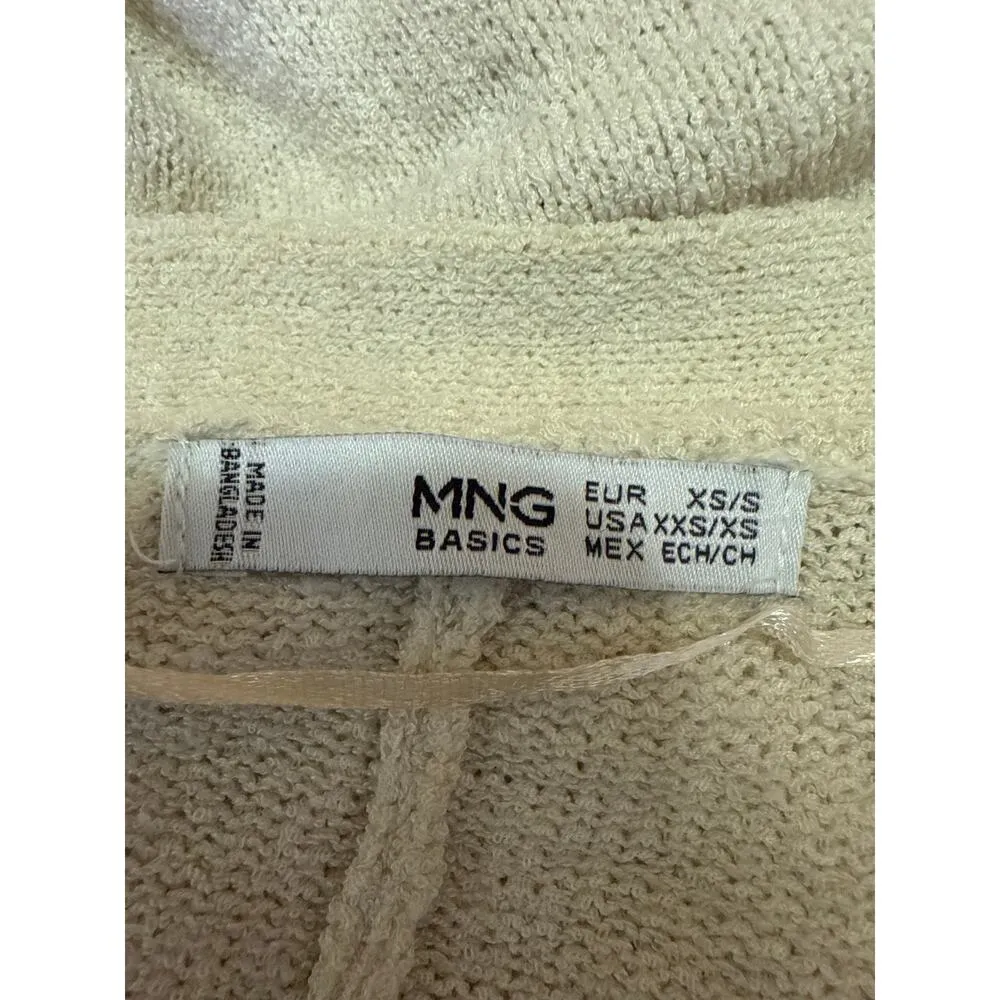 MADE IN
BANGLADESH
MNG
BASICS
EUR XS/S
USA XXS/XS
MEX ECH/CH